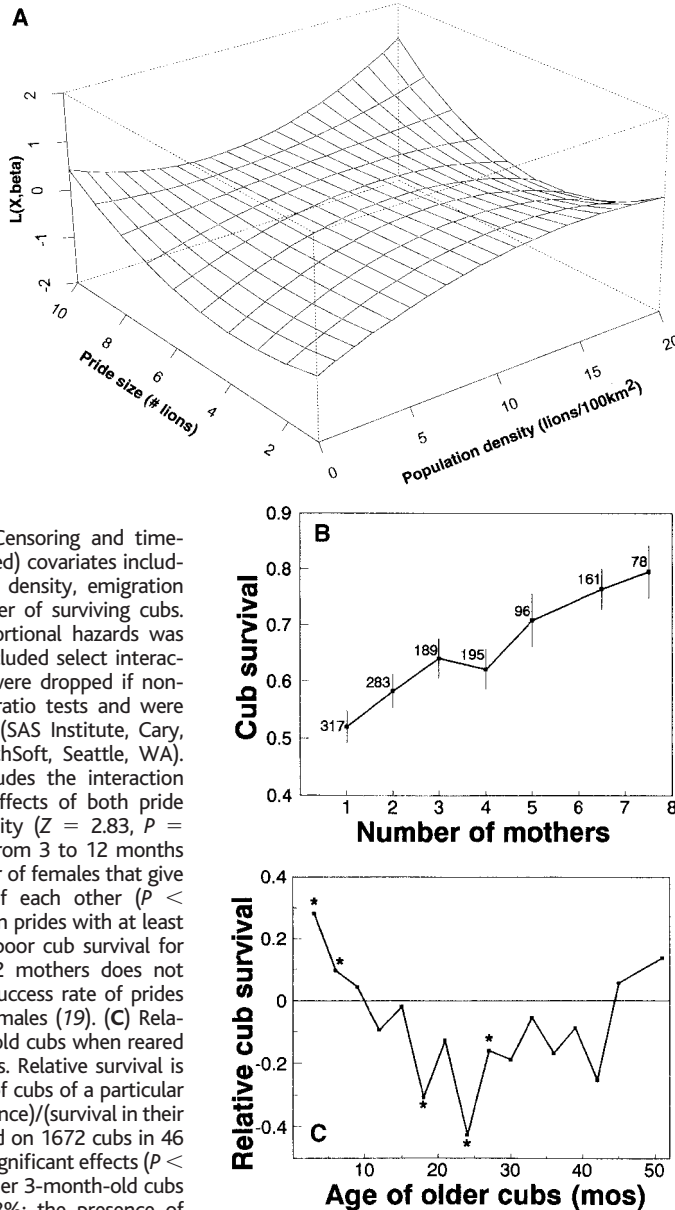 A
L(X,beta)
2
1
0
-1
-2
10
8
6
4
2
Pride size (# lions)
0
5
10
15
20
Population density (lions/100km²)
Censoring and time-
ed) covariates includ-
density, emigration
er of surviving cubs.
ortional hazards was
cluded select interac-
were dropped if non-
ratio tests and were
(SAS Institute, Cary,
thSoft, Seattle, WA).
udes the interaction
ffects of both pride
sity (Z = 2.83, P =
from 3 to 12 months
r of females that give
f each other (P <
n prides with at least
poor cub survival for
2 mothers does not
uccess rate of prides
males (19). (C) Rela-
old cubs when reared
s. Relative survival is
of cubs of a particular
nce)/(survival in their
d on 1672 cubs in 46
gnificant effects (P <
er 3-month-old cubs
the presence of
B
Cub survival
0.9
0.8
0.7
0.6
0.5
0.4
317
283
189
195
96
161
78
1 2 3 4 5 6 7 8
Number of mothers
C
Relative cub survival
0.4
0.2
0
-0.2
-0.4
* * * * *
10 20 30 40 50
Age of older cubs (mos)